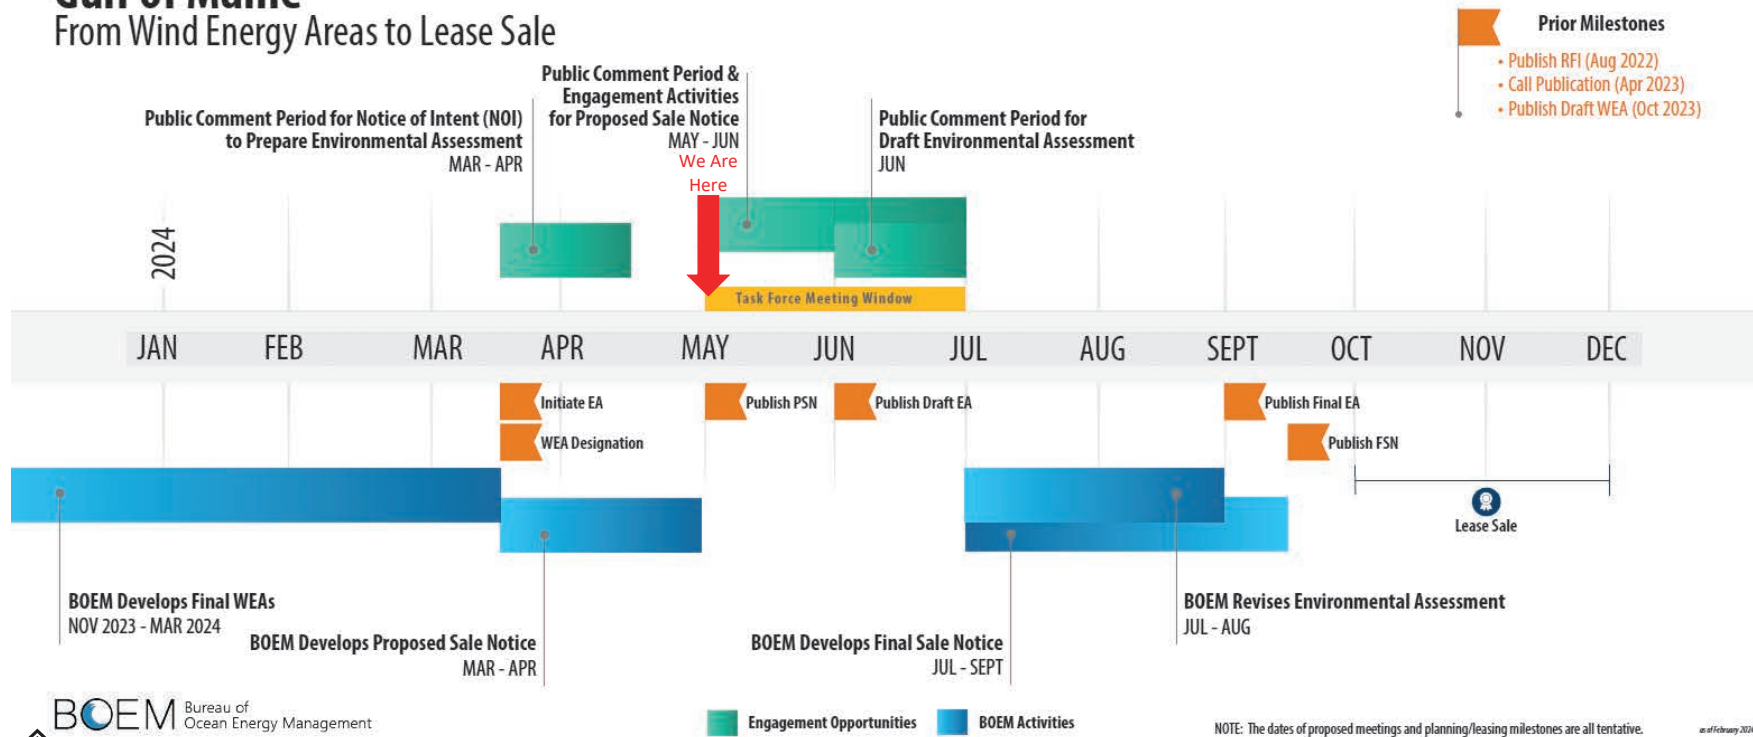 Gulf of Maine
From Wind Energy Areas to Lease Sale
Prior Milestones
• Publish RFI (Aug 2022)
• Call Publication (Apr 2023)
• Publish Draft WEA (Oct 2023)
Public Comment Period for Notice of Intent (NOI)
to Prepare Environmental Assessment
MAR - APR
Public Comment Period &
Engagement Activities
for Proposed Sale Notice
MAY - JUN
We Are
Here
Public Comment Period for
Draft Environmental Assessment
JUN
2024
Task Force Meeting Window
JAN FEB MAR APR MAY JUN JUL AUG SEPT OCT NOV DEC
Initiate EA
WEA Designation
Publish PSN
Publish Draft EA
Publish Final EA
Publish FSN
Lease Sale
BOEM Develops Final WEAs
NOV 2023 - MAR 2024
BOEM Develops Proposed Sale Notice
MAR - APR
BOEM Develops Final Sale Notice
JUL - SEPT
BOEM Revises Environmental Assessment
JUL - AUG
BOEM Bureau of
Ocean Energy Management
Engagement Opportunities
BOEM Activities
NOTE: The dates of proposed meetings and planning/leasing milestones are all tentative.
as of February 2024